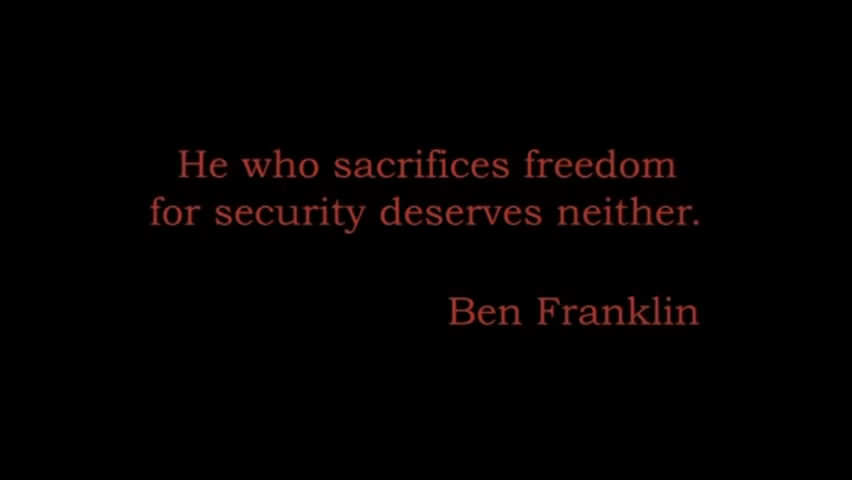 He who sacrifices freedom
for security deserves neither.
Ben Franklin